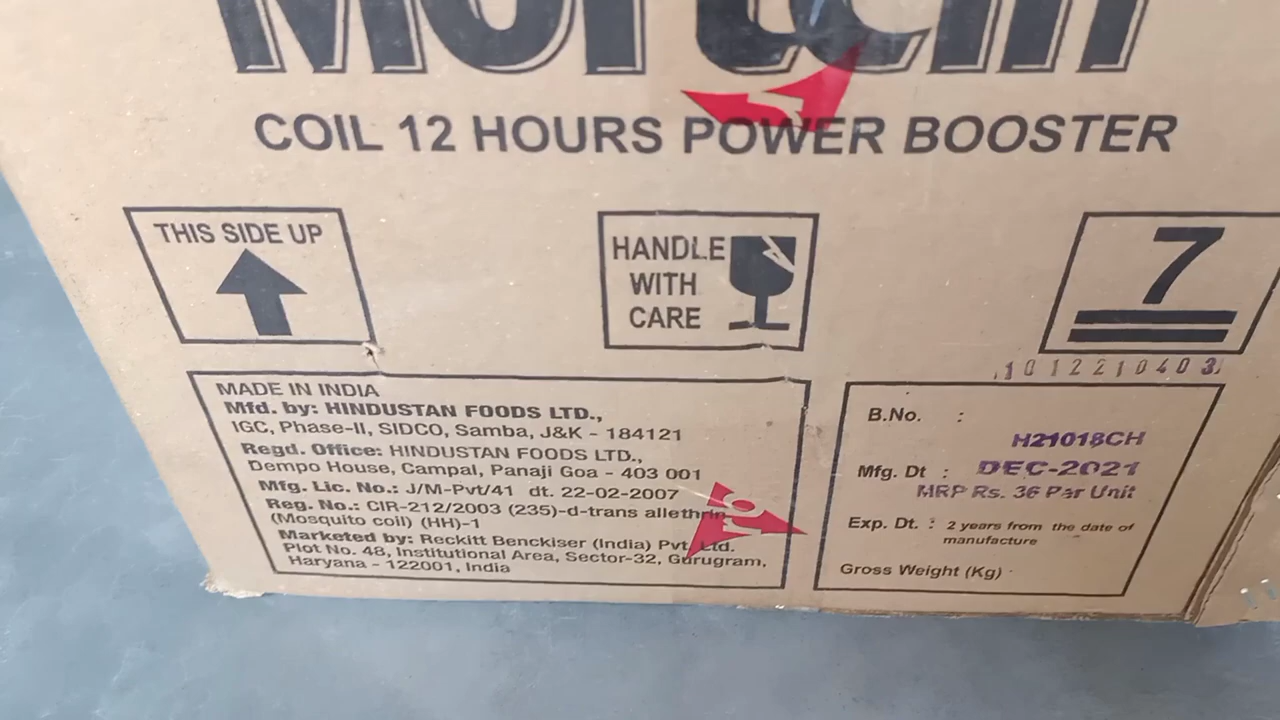 Mortein
COIL 12 HOURS POWER BOOSTER
THIS SIDE UP
HANDLE
WITH
CARE
7
101221040 3
MADE IN INDIA
Mfd. by: HINDUSTAN FOODS LTD.,
IGC, Phase-II, SIDCO, Samba, J&K - 184121
Regd. Office: HINDUSTAN FOODS LTD.,
Dempo House, Campal, Panaji Goa - 403 001
Mfg. Lic. No.: J/M-Pvt/41 dt. 22-02-2007
Reg. No.: CIR-212/2003 (235)-d-trans allethrin
(Mosquito coil) (HH)-1
Marketed by: Reckitt Benckiser (India) Pvt. Ltd.
Plot No. 48, Institutional Area, Sector-32, Gurugram,
Haryana - 122001, India
B.No. :
H21018CH
Mfg. Dt : DEC-2021
MRP Rs. 36 Par Unit
Exp. Dt. : 2 years from the date of
manufacture
Gross Weight (Kg)